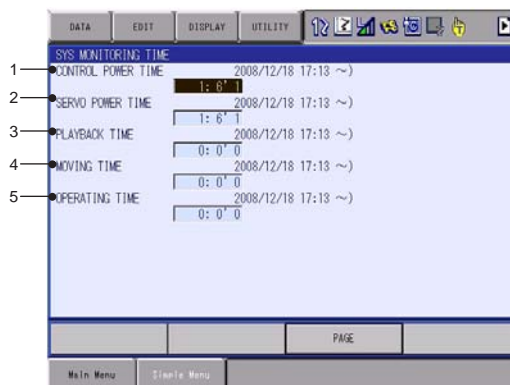 DATA EDIT DISPLAY UTILITY
SYS MONITORING TIME
1 CONTROL POWER TIME 2008/12/18 17:13 ～)
1: 6' 1
2 SERVO POWER TIME 2008/12/18 17:13 ～)
1: 6' 1
3 PLAYBACK TIME 2008/12/18 17:13 ～)
0: 0' 0
4 MOVING TIME 2008/12/18 17:13 ～)
0: 0' 0
5 OPERATING TIME 2008/12/18 17:13 ～)
0: 0' 0
PAGE
Main Menu Simple Menu